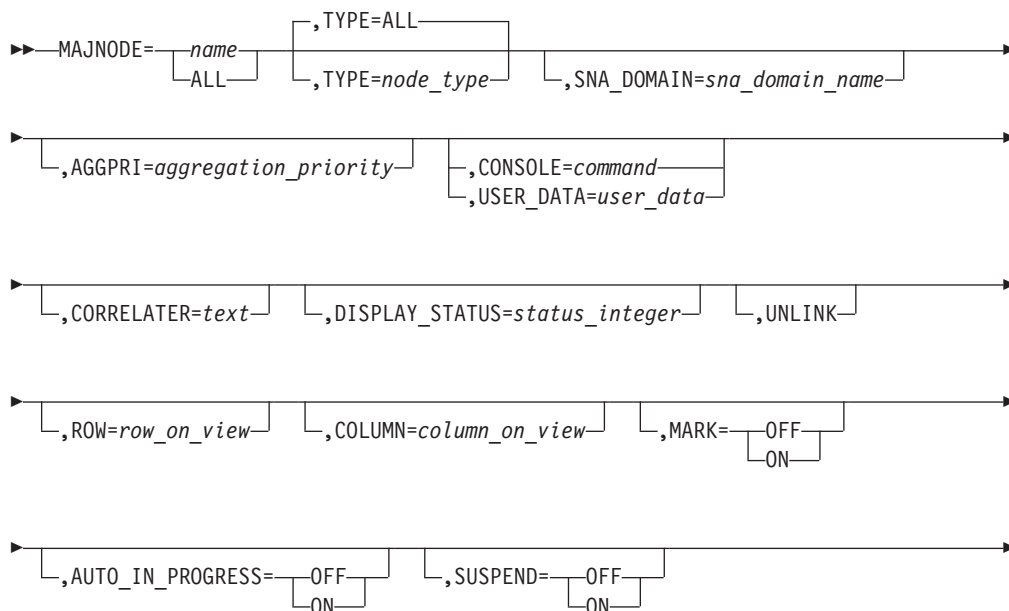 ,TYPE=ALL
MAJNODE= name
ALL
,TYPE=node_type
,SNA_DOMAIN=sna_domain_name
,AGGPRI=aggregation_priority
,CONSOLE=command
,USER_DATA=user_data
,CORRELATER=text
,DISPLAY_STATUS=status_integer
,UNLINK
,ROW=row_on_view
,COLUMN=column_on_view
,MARK= OFF
ON
,AUTO_IN_PROGRESS= OFF
ON
,SUSPEND= OFF
ON